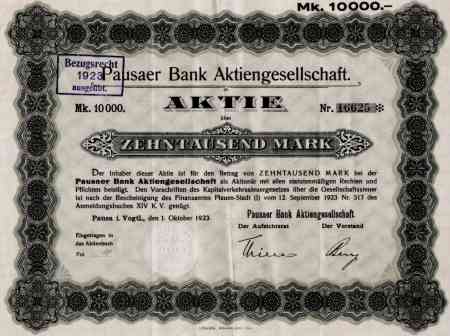 Mk. 10000.–
Bezugsrecht
1923
ausgeübt.
Pausaer Bank Aktiengesellschaft.
Mk. 10000.
AKTIE
Nr. 16625 ✻
über
ZEHNTAUSEND MARK
Der Inhaber dieser Aktie ist für den Betrag von ZEHNTAUSEND MARK bei der
Pausaer Bank Aktiengesellschaft als Aktionär mit allen statutenmäßigen Rechten und
Pflichten beteiligt. Den Vorschriften des Kapitalverkehrssteuergesetzes über die Gesellschaftssteuer
ist nach der Bescheinigung des Finanzamtes Plauen-Stadt (I) vom 12. September 1923 Nr. 517 des
Anmeldungsbuches XIV K. V. genügt.
Pausa i. Vogtl., den 1. Oktober 1923.
Pausaer Bank Aktiengesellschaft
Der Aufsichtsrat
Der Vorstand
Eingetragen in
das Aktienbuch
Fol.